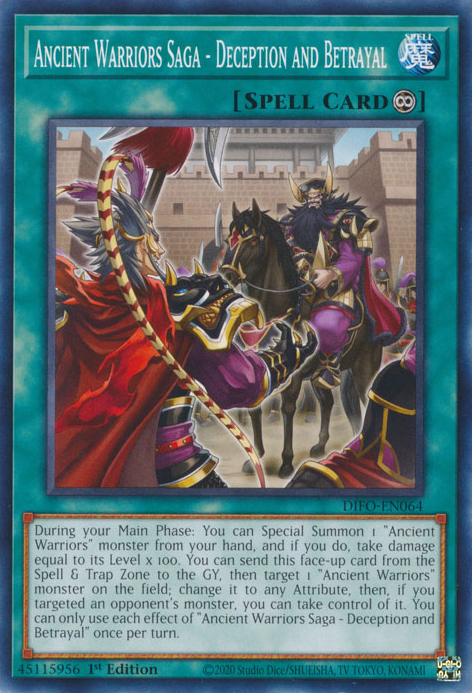 ANCIENT WARRIORS SAGA - DECEPTION AND BETRAYAL
SPELL
魔
[SPELL CARD]
DIFO-EN064
During your Main Phase: You can Special Summon 1 "Ancient
Warriors" monster from your hand, and if you do, take damage
equal to its Level x 100. You can send this face-up card from the
Spell & Trap Zone to the GY, then target 1 "Ancient Warriors"
monster on the field; change it to any Attribute, then, if you
targeted an opponent's monster, you can take control of it. You
can only use each effect of "Ancient Warriors Saga - Deception and
Betrayal" once per turn.
45115956 1st Edition ©2020 Studio Dice/SHUEISHA, TV TOKYO, KONAMI